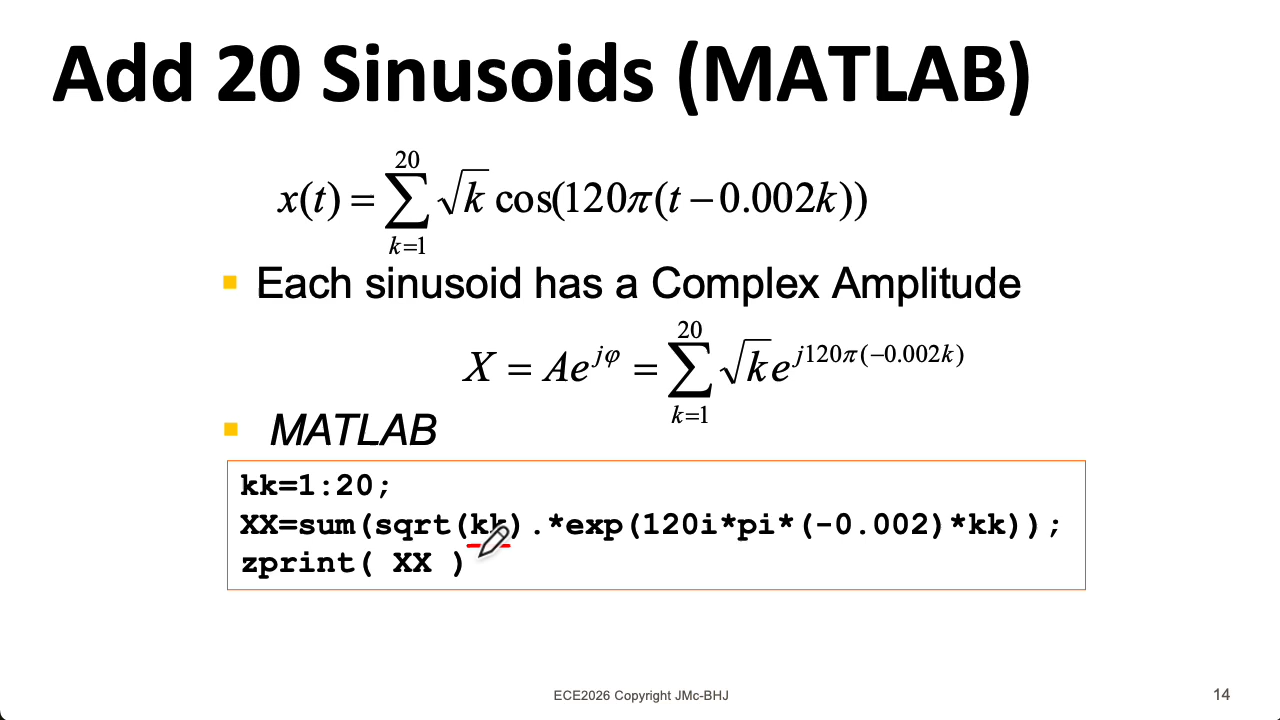 Add 20 Sinusoids (MATLAB)
x(t) = ∑_{k=1}^{20} √k cos(120π(t − 0.002k))
▪ Each sinusoid has a Complex Amplitude
X = Ae^{jφ} = ∑_{k=1}^{20} √k e^{j120π(−0.002k)}
▪ MATLAB
kk=1:20;
XX=sum(sqrt(kk).*exp(120i*pi*(-0.002)*kk));
zprint( XX )
ECE2026 Copyright JMc-BHJ
14